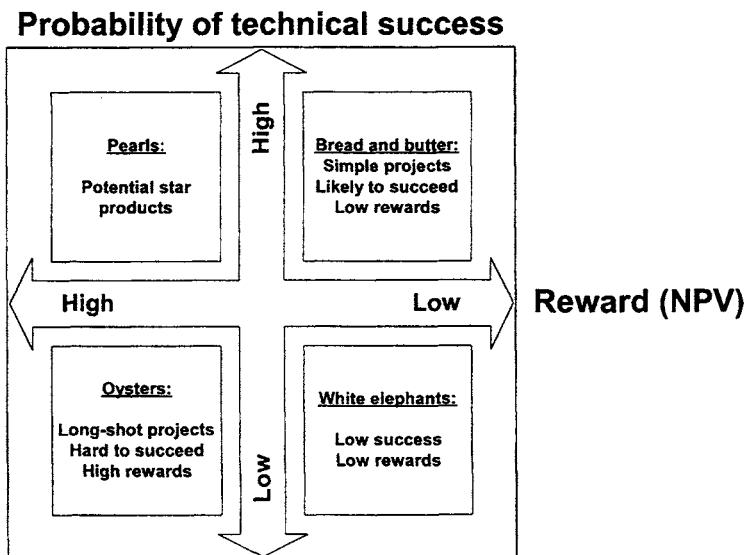 Probability of technical success
High
Pearls:
Potential star
products
Bread and butter:
Simple projects
Likely to succeed
Low rewards
High
Low
Reward (NPV)
Oysters:
Long-shot projects
Hard to succeed
High rewards
White elephants:
Low success
Low rewards
Low